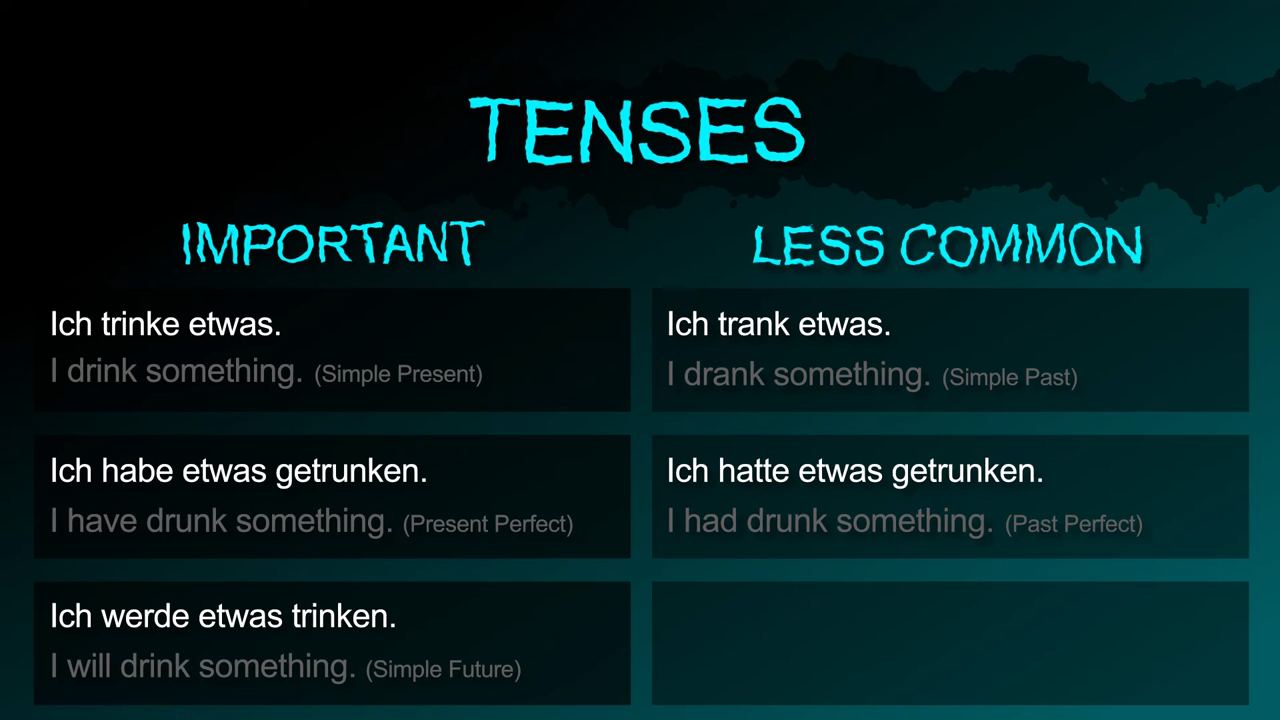 TENSES
IMPORTANT
Ich trinke etwas.
I drink something. (Simple Present)
Ich habe etwas getrunken.
I have drunk something. (Present Perfect)
Ich werde etwas trinken.
I will drink something. (Simple Future)
LESS COMMON
Ich trank etwas.
I drank something. (Simple Past)
Ich hatte etwas getrunken.
I had drunk something. (Past Perfect)